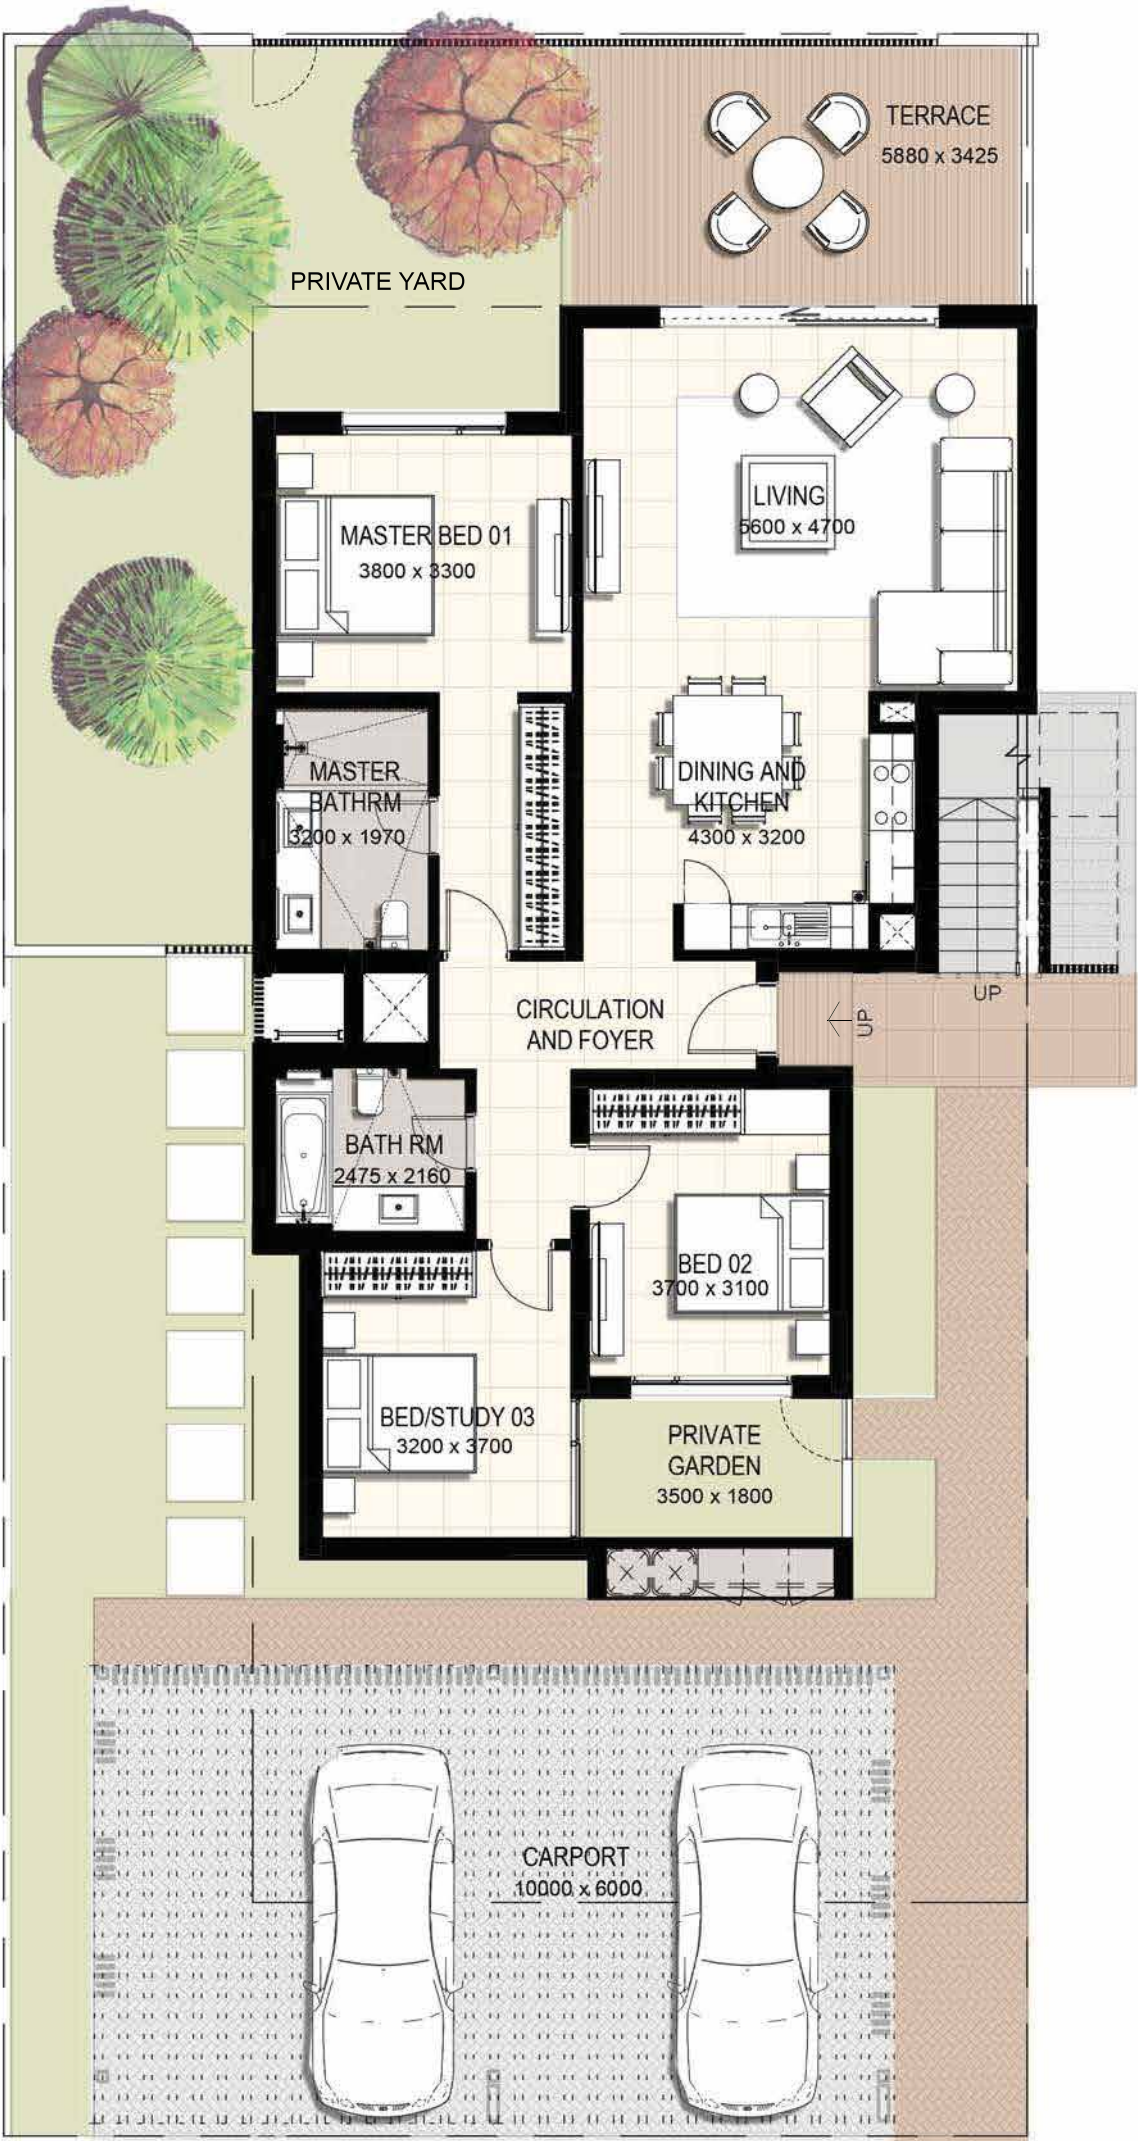 TERRACE
5880 x 3425
PRIVATE YARD
LIVING
5600 x 4700
MASTER BED 01
3800 x 3300
MASTER
BATHRM
3200 x 1970
DINING AND
KITCHEN
4300 x 3200
UP
UP
CIRCULATION
AND FOYER
BATH RM
2475 x 2160
BED 02
3700 x 3100
BED/STUDY 03
3200 x 3700
PRIVATE
GARDEN
3500 x 1800
CARPORT
10000 x 6000